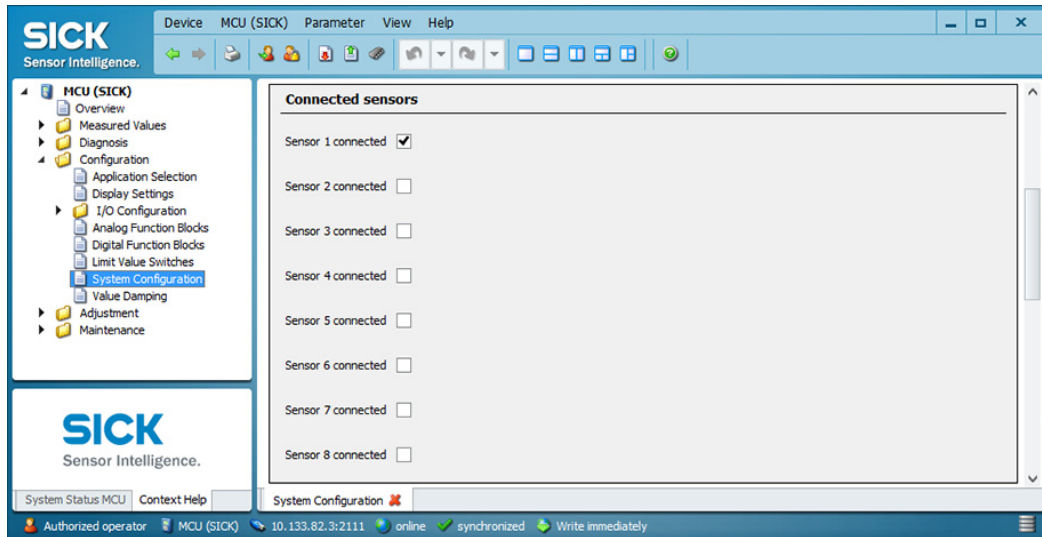 SICK
Sensor Intelligence.
Device MCU (SICK) Parameter View Help
MCU (SICK)
Overview
Measured Values
Diagnosis
Configuration
Application Selection
Display Settings
I/O Configuration
Analog Function Blocks
Digital Function Blocks
Limit Value Switches
System Configuration
Value Damping
Adjustment
Maintenance
SICK
Sensor Intelligence.
System Status MCU Context Help
Connected sensors
Sensor 1 connected
Sensor 2 connected
Sensor 3 connected
Sensor 4 connected
Sensor 5 connected
Sensor 6 connected
Sensor 7 connected
Sensor 8 connected
System Configuration
Authorized operator MCU (SICK) 10.133.82.3:2111 online synchronized Write immediately